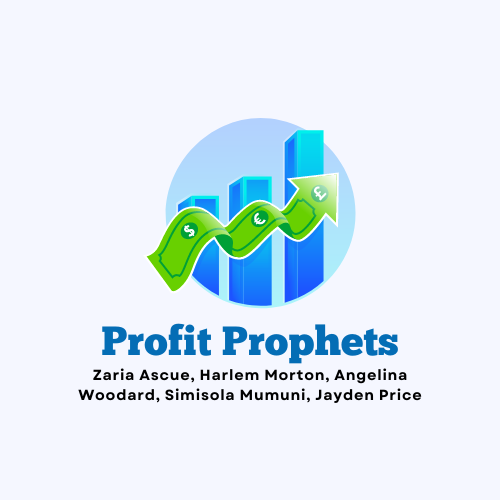 $ € £
Profit Prophets
Zaria Ascue, Harlem Morton, Angelina
Woodard, Simisola Mumuni, Jayden Price